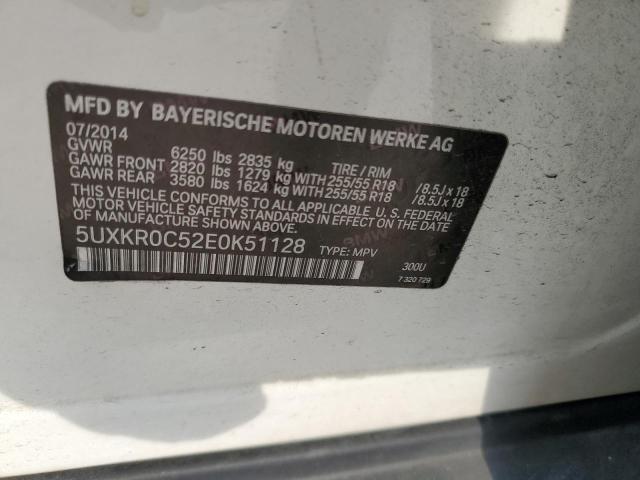 MFD BY BAYERISCHE MOTOREN WERKE AG
07/2014
GVWR 6250 lbs 2835 kg TIRE / RIM
GAWR FRONT 2820 lbs 1279 kg WITH 255/55 R18 /8.5J x 18
GAWR REAR 3580 lbs 1624 kg WITH 255/55 R18 /8.5J x 18
THIS VEHICLE CONFORMS TO ALL APPLICABLE U. S. FEDERAL
MOTOR VEHICLE SAFETY STANDARDS IN EFFECT ON THE DATE
OF MANUFACTURE SHOWN ABOVE.
5UXKR0C52E0K51128 TYPE: MPV
300U
7 320 729